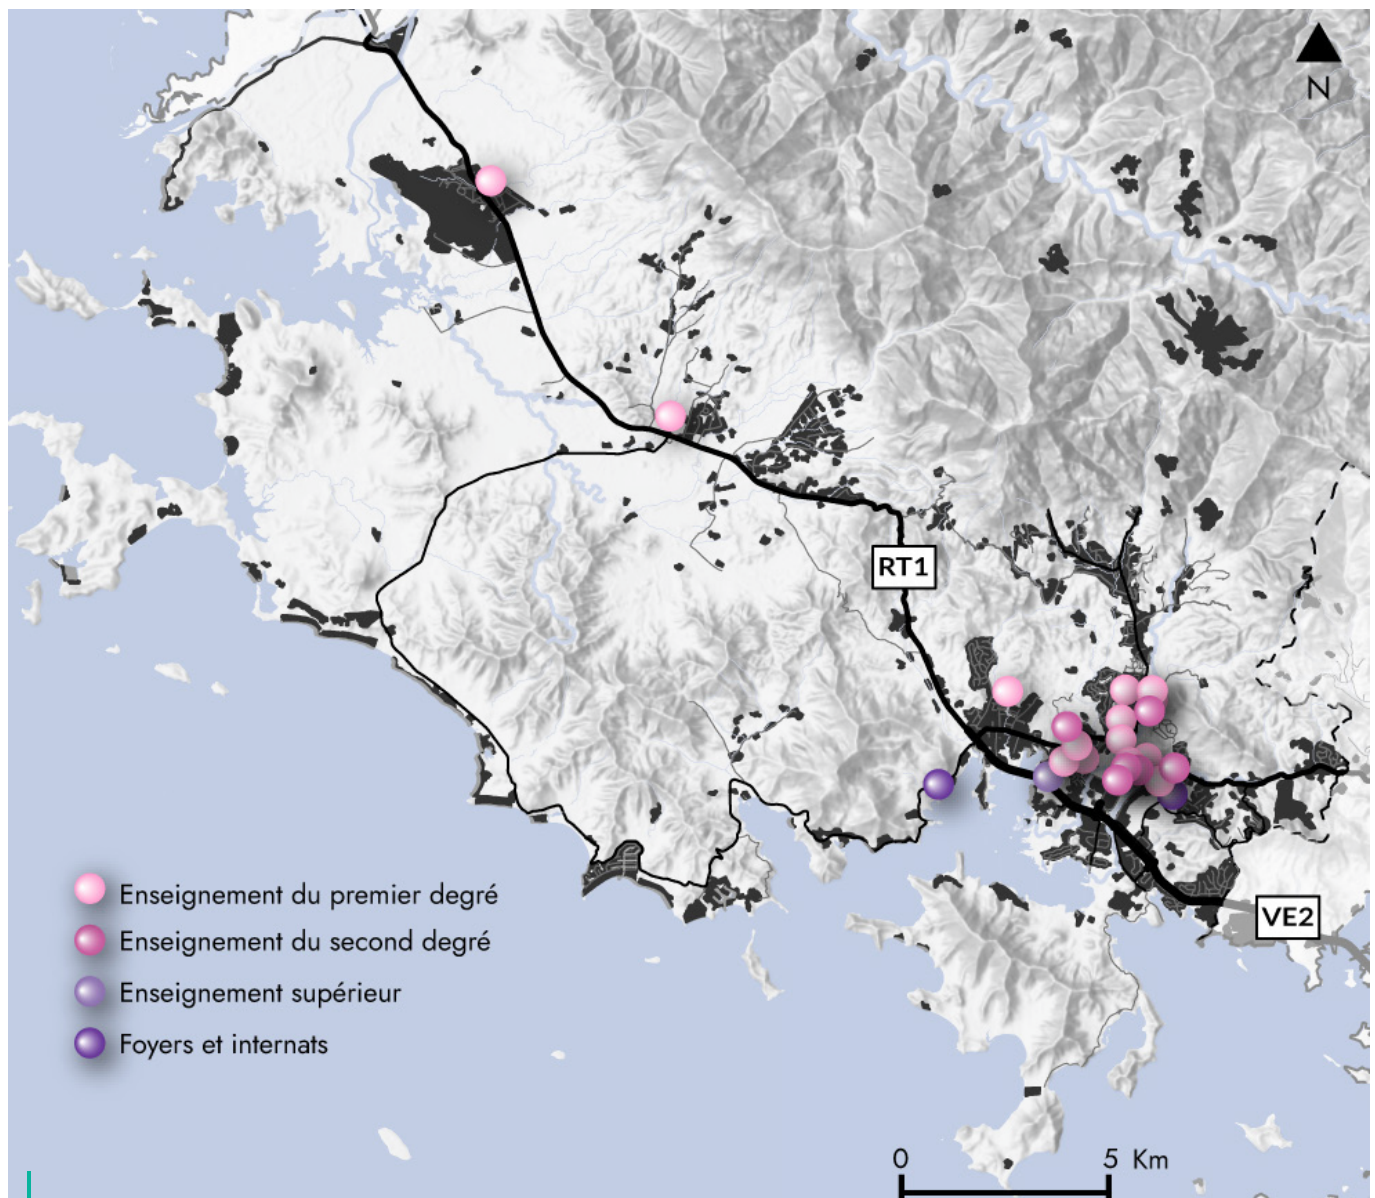 N
RT1
VE2
Enseignement du premier degré
Enseignement du second degré
Enseignement supérieur
Foyers et internats
0 5 Km